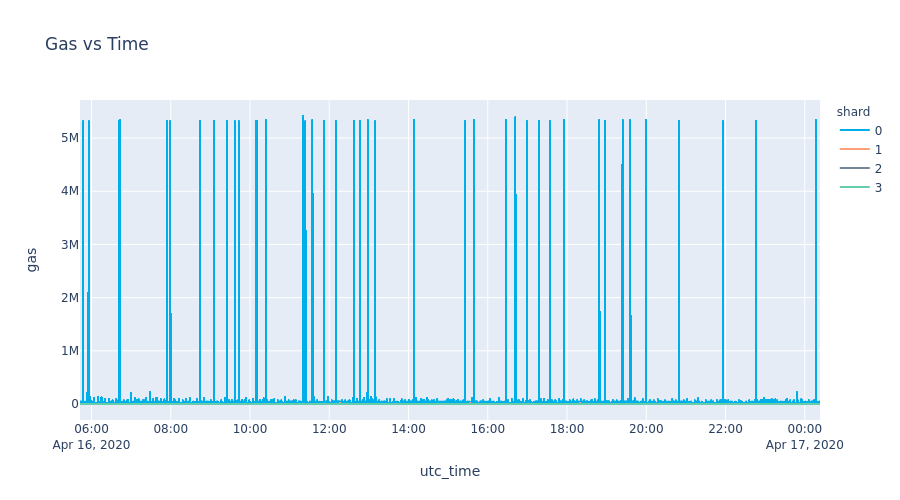 Gas vs Time
shard
0
1
2
3
5M
4M
3M
2M
1M
0
gas
06:00 08:00 10:00 12:00 14:00 16:00 18:00 20:00 22:00 00:00
Apr 16, 2020 Apr 17, 2020
utc_time